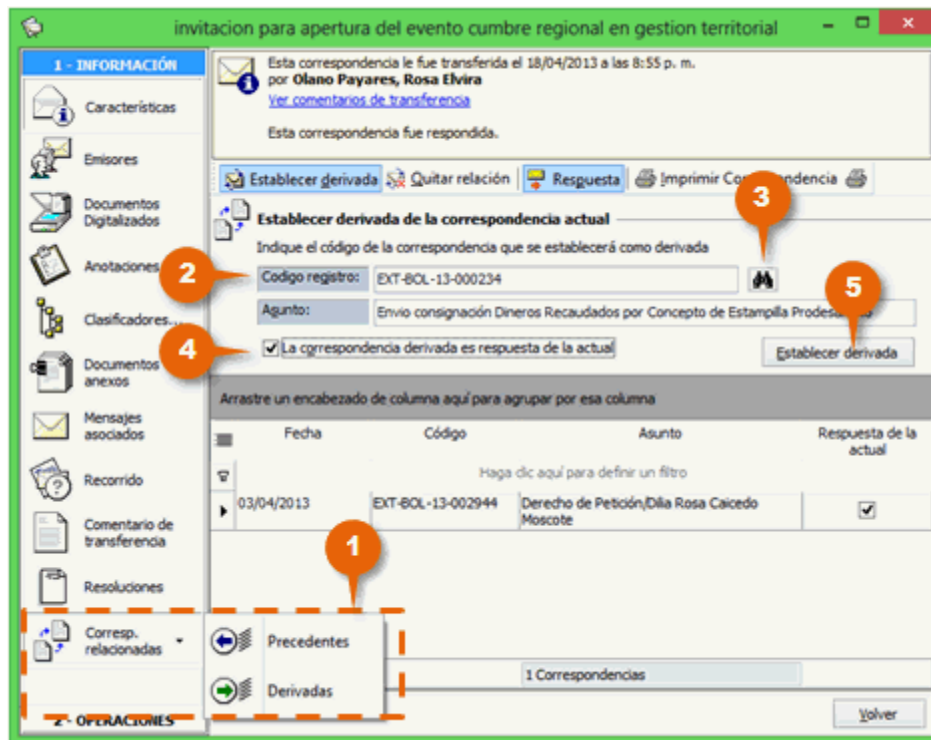 invitacion para apertura del evento cumbre regional en gestion territorial
1 - INFORMACIÓN
Características
Emisores
Documentos
Digitalizados
Anotaciones
Clasificadores....
Documentos
anexos
Mensajes
asociados
Recorrido
Comentario de
transferencia
Resoluciones
Corresp.
relacionadas
2 - OPERACIONES
Esta correspondencia le fue transferida el 18/04/2013 a las 8:55 p. m.
por Olano Payares, Rosa Elvira
Ver comentarios de transferencia
Esta correspondencia fue respondida.
Establecer derivada Quitar relación Respuesta Imprimir
3
Establecer derivada de la correspondencia actual
Indique el código de la correspondencia que se establecerá como derivada
2
Codigo registro: EXT-BOL-13-000234
5
Asunto: Envio consignación Dineros Recaudados por Concepto de Estampilla
4
La correspondencia derivada es respuesta de la actual
Establecer derivada
Arrastre un encabezado de columna aquí para agrupar por esa columna
Fecha Código Asunto Respuesta de la
actual
Haga clic aquí para definir un filtro
03/04/2013 EXT-BOL-13-002944 Derecho de Petición/Dilia Rosa Caicedo
Moscote
1
Precedentes
Derivadas
1 Correspondencias
Volver